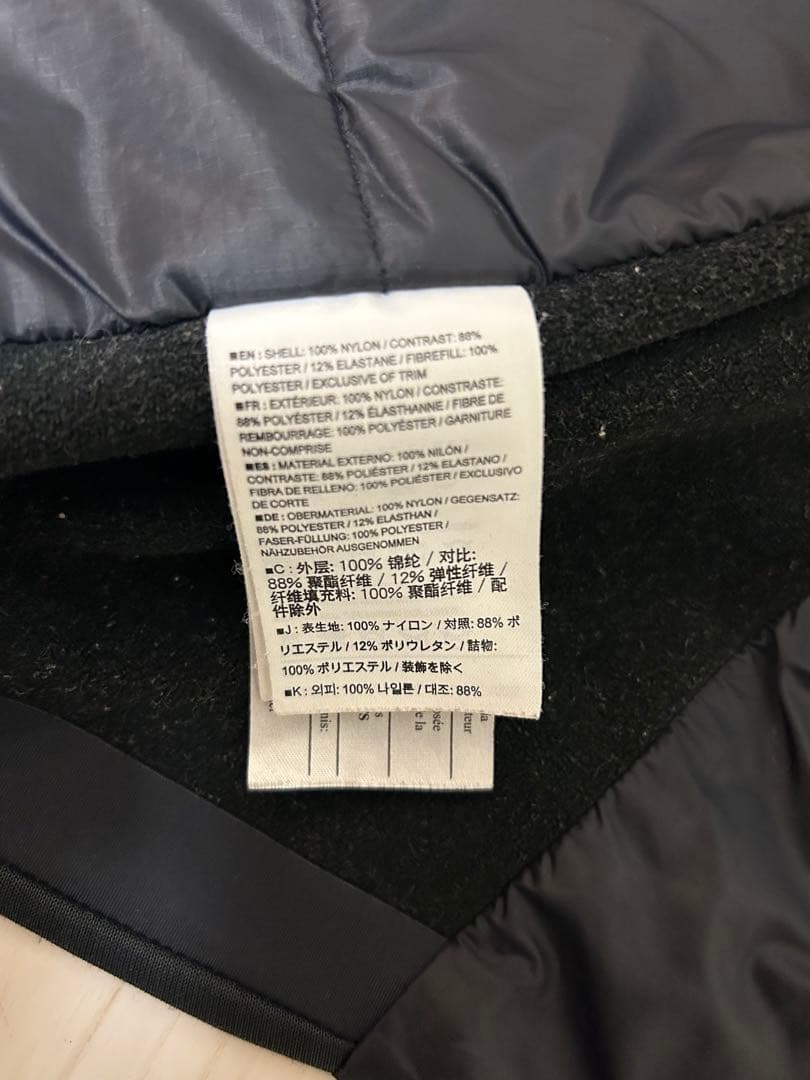 ■EN : SHELL: 100% NYLON / CONTRAST: 88%
POLYESTER / 12% ELASTANE / FIBREFILL: 100%
POLYESTER / EXCLUSIVE OF TRIM
■FR : EXTÉRIEUR: 100% NYLON / CONSTRASTE:
88% POLYÉSTER / 12% ÉLASTHANNE / FIBRE DE
REMBOURRAGE: 100% POLYÉSTER / GARNITURE
NON-COMPRISE
■ES : MATERIAL EXTERNO: 100% NILÓN /
CONTRASTE: 88% POLIÉSTER / 12% ELASTANO /
FIBRA DE RELLENO: 100% POLIÉSTER / EXCLUSIVO
DE CORTE
■DE : OBERMATERIAL: 100% NYLON / GEGENSATZ:
88% POLYESTER / 12% ELASTHAN /
FASER-FÜLLUNG: 100% POLYESTER /
NÄHZUBEHÖR AUSGENOMMEN
■C : 外层: 100% 锦纶 / 对比:
88% 聚酯纤维 / 12% 弹性纤维 /
纤维填充料: 100% 聚酯纤维 / 配
件除外
■J : 表生地: 100% ナイロン / 対照: 88% ポ
リエステル / 12% ポリウレタン / 詰物:
100% ポリエステル / 装飾を除く
■K : 외피: 100% 나일론 / 대조: 88%